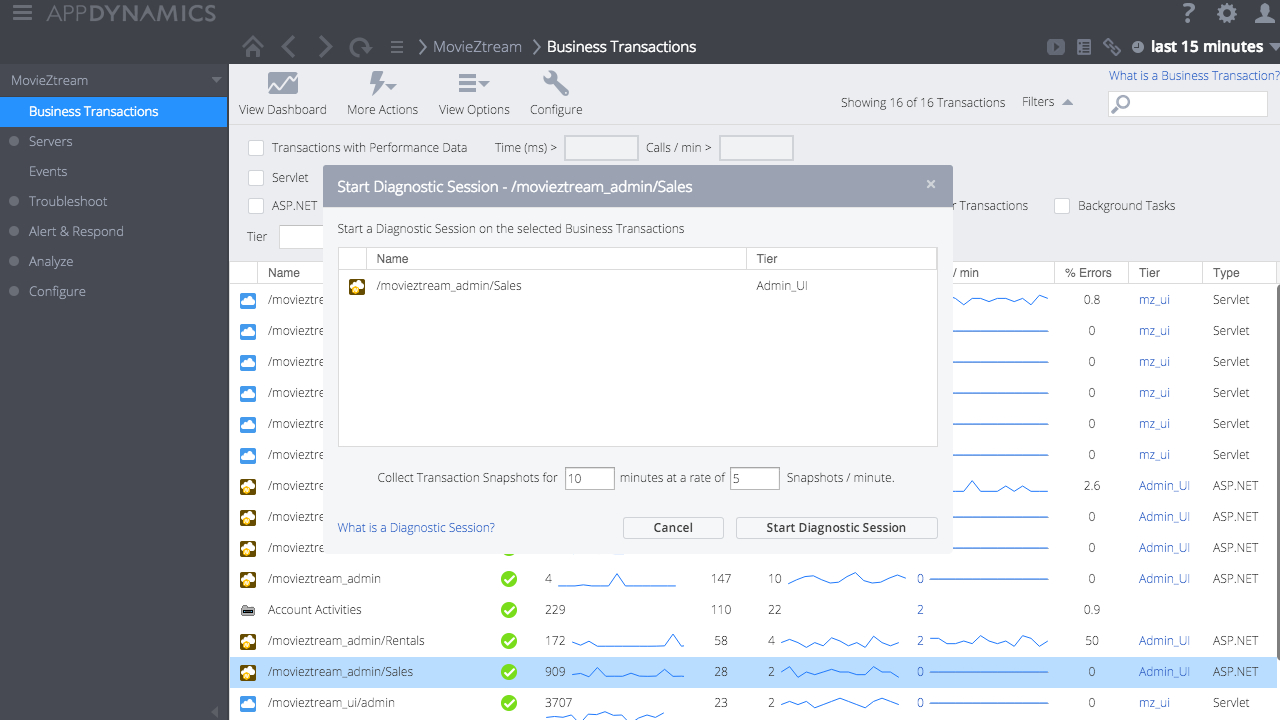 APPDYNAMICS
MovieZtream
Business Transactions
last 15 minutes
MovieZtream
Business Transactions
Servers
Events
Troubleshoot
Alert & Respond
Analyze
Configure
View Dashboard
More Actions
View Options
Configure
Showing 16 of 16 Transactions
Filters
What is a Business Transaction?
Transactions with Performance Data
Time (ms) >
Calls / min >
Servlet
ASP.NET
r Transactions
Background Tasks
Tier
Start Diagnostic Session - /movieztream_admin/Sales
Start a Diagnostic Session on the selected Business Transactions
Name Tier
/movieztream_admin/Sales Admin_UI
Collect Transaction Snapshots for 10 minutes at a rate of 5 Snapshots / minute.
What is a Diagnostic Session?
Cancel
Start Diagnostic Session
Name / min % Errors Tier Type
/movieztre 0.8 mz_ui Servlet
/movieztre 0 mz_ui Servlet
/movieztre 0 mz_ui Servlet
/movieztre 0 mz_ui Servlet
/movieztre 0 mz_ui Servlet
/movieztre 0 mz_ui Servlet
/movieztre 2.6 Admin_UI ASP.NET
/movieztre 0 Admin_UI ASP.NET
/movieztre 0 Admin_UI ASP.NET
/movieztream_admin 4 147 10 0 0 Admin_UI ASP.NET
Account Activities 229 110 22 2 0.9
/movieztream_admin/Rentals 172 58 4 2 50 Admin_UI ASP.NET
/movieztream_admin/Sales 909 28 2 0 0 Admin_UI ASP.NET
/movieztream_ui/admin 3707 23 2 0 0 mz_ui Servlet